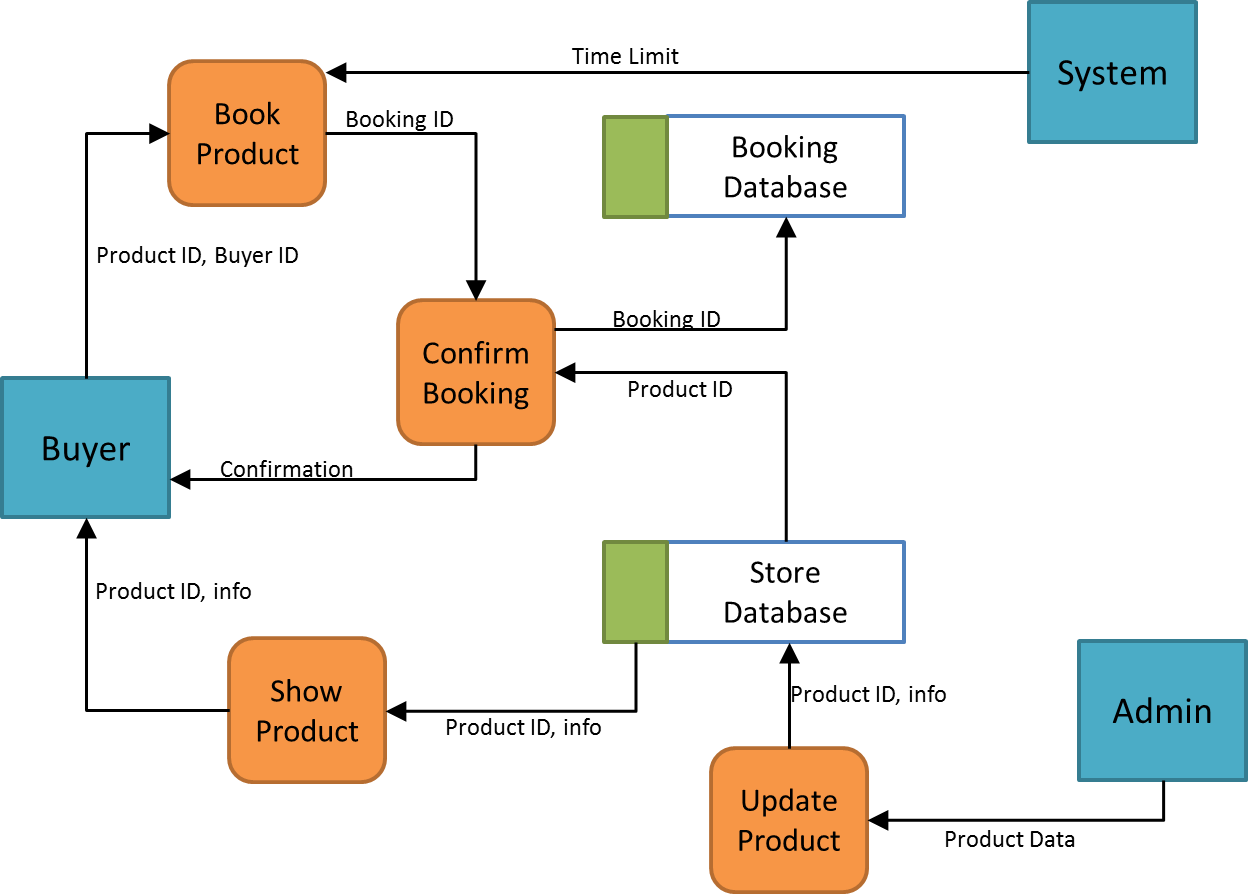 Time Limit
System
Book
Product
Booking ID
Booking
Database
Product ID, Buyer ID
Booking ID
Confirm
Booking
Product ID
Buyer
Confirmation
Store
Database
Product ID, info
Show
Product
Product ID, info
Product ID, info
Admin
Update
Product
Product Data